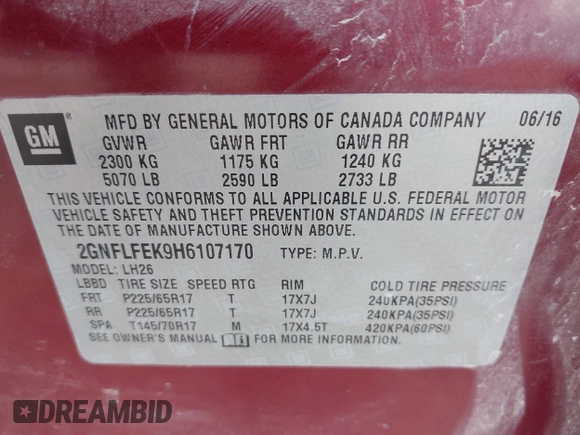 GM
MFD BY GENERAL MOTORS OF CANADA COMPANY 06/16
GVWR GAWR FRT GAWR RR
2300 KG 1175 KG 1240 KG
5070 LB 2590 LB 2733 LB
THIS VEHICLE CONFORMS TO ALL APPLICABLE U.S. FEDERAL MOTOR
VEHICLE SAFETY AND THEFT PREVENTION STANDARDS IN EFFECT ON
THE DATE OF MANUFACTURE SHOWN ABOVE.
2GNFLFEK9H6107170 TYPE: M.P.V.
MODEL: LH26
LBBD TIRE SIZE SPEED RTG RIM COLD TIRE PRESSURE
FRT P225/65R17 T 17X7J 240KPA(35PSI)
RR P225/65R17 T 17X7J 240KPA(35PSI)
SPA T145/70R17 M 17X4.5T 420KPA(60PSI)
SEE OWNER'S MANUAL FOR MORE INFORMATION.
DREAMBID